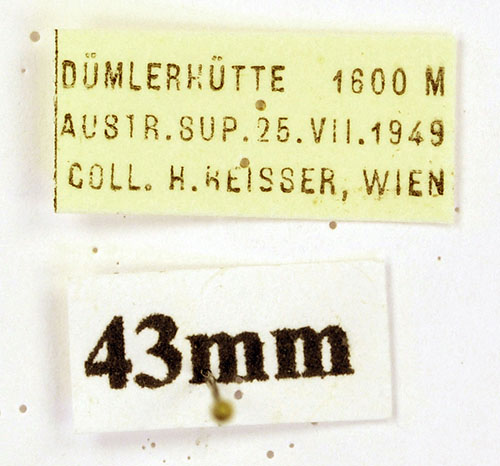 DÜMLERHÜTTE 1600 M
AUSTR.SUP.25.VII.1949
COLL. H.REISSER, WIEN
43mm